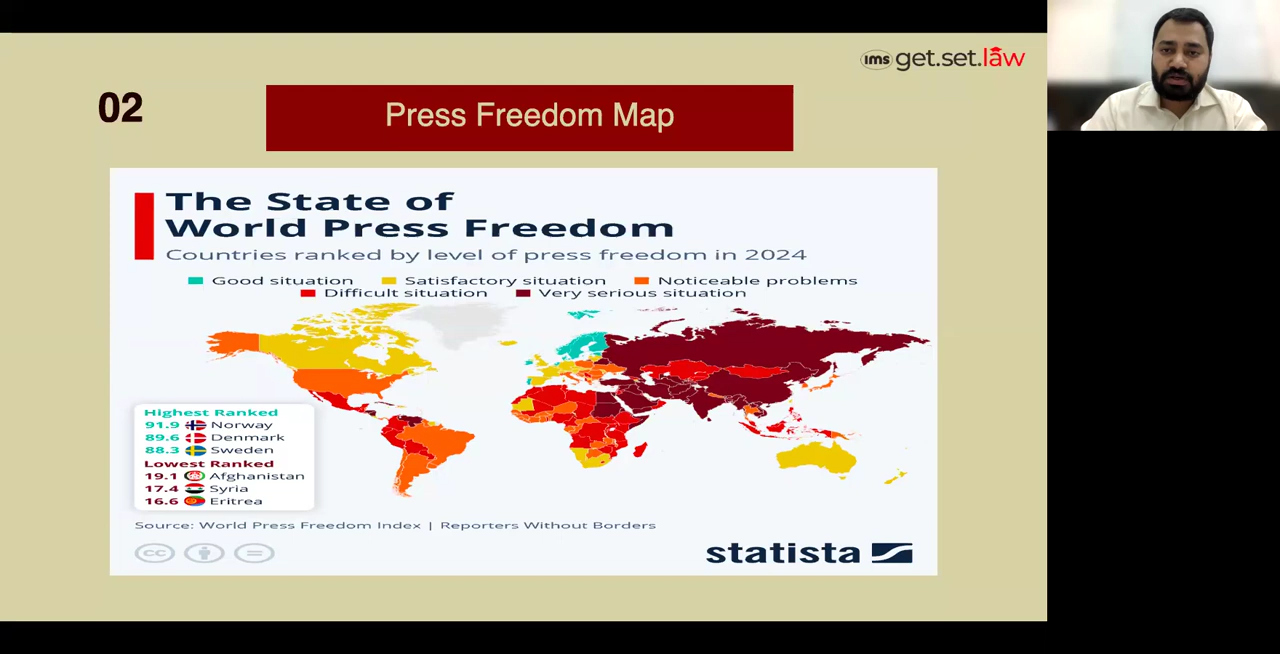 ims get.set.law
02
Press Freedom Map
The State of
World Press Freedom
Countries ranked by level of press freedom in 2024
Good situation Satisfactory situation Noticeable problems
Difficult situation Very serious situation
Highest Ranked
91.9 Norway
89.6 Denmark
88.3 Sweden
Lowest Ranked
19.1 Afghanistan
17.4 Syria
16.6 Eritrea
Source: World Press Freedom Index | Reporters Without Borders
cc
statista